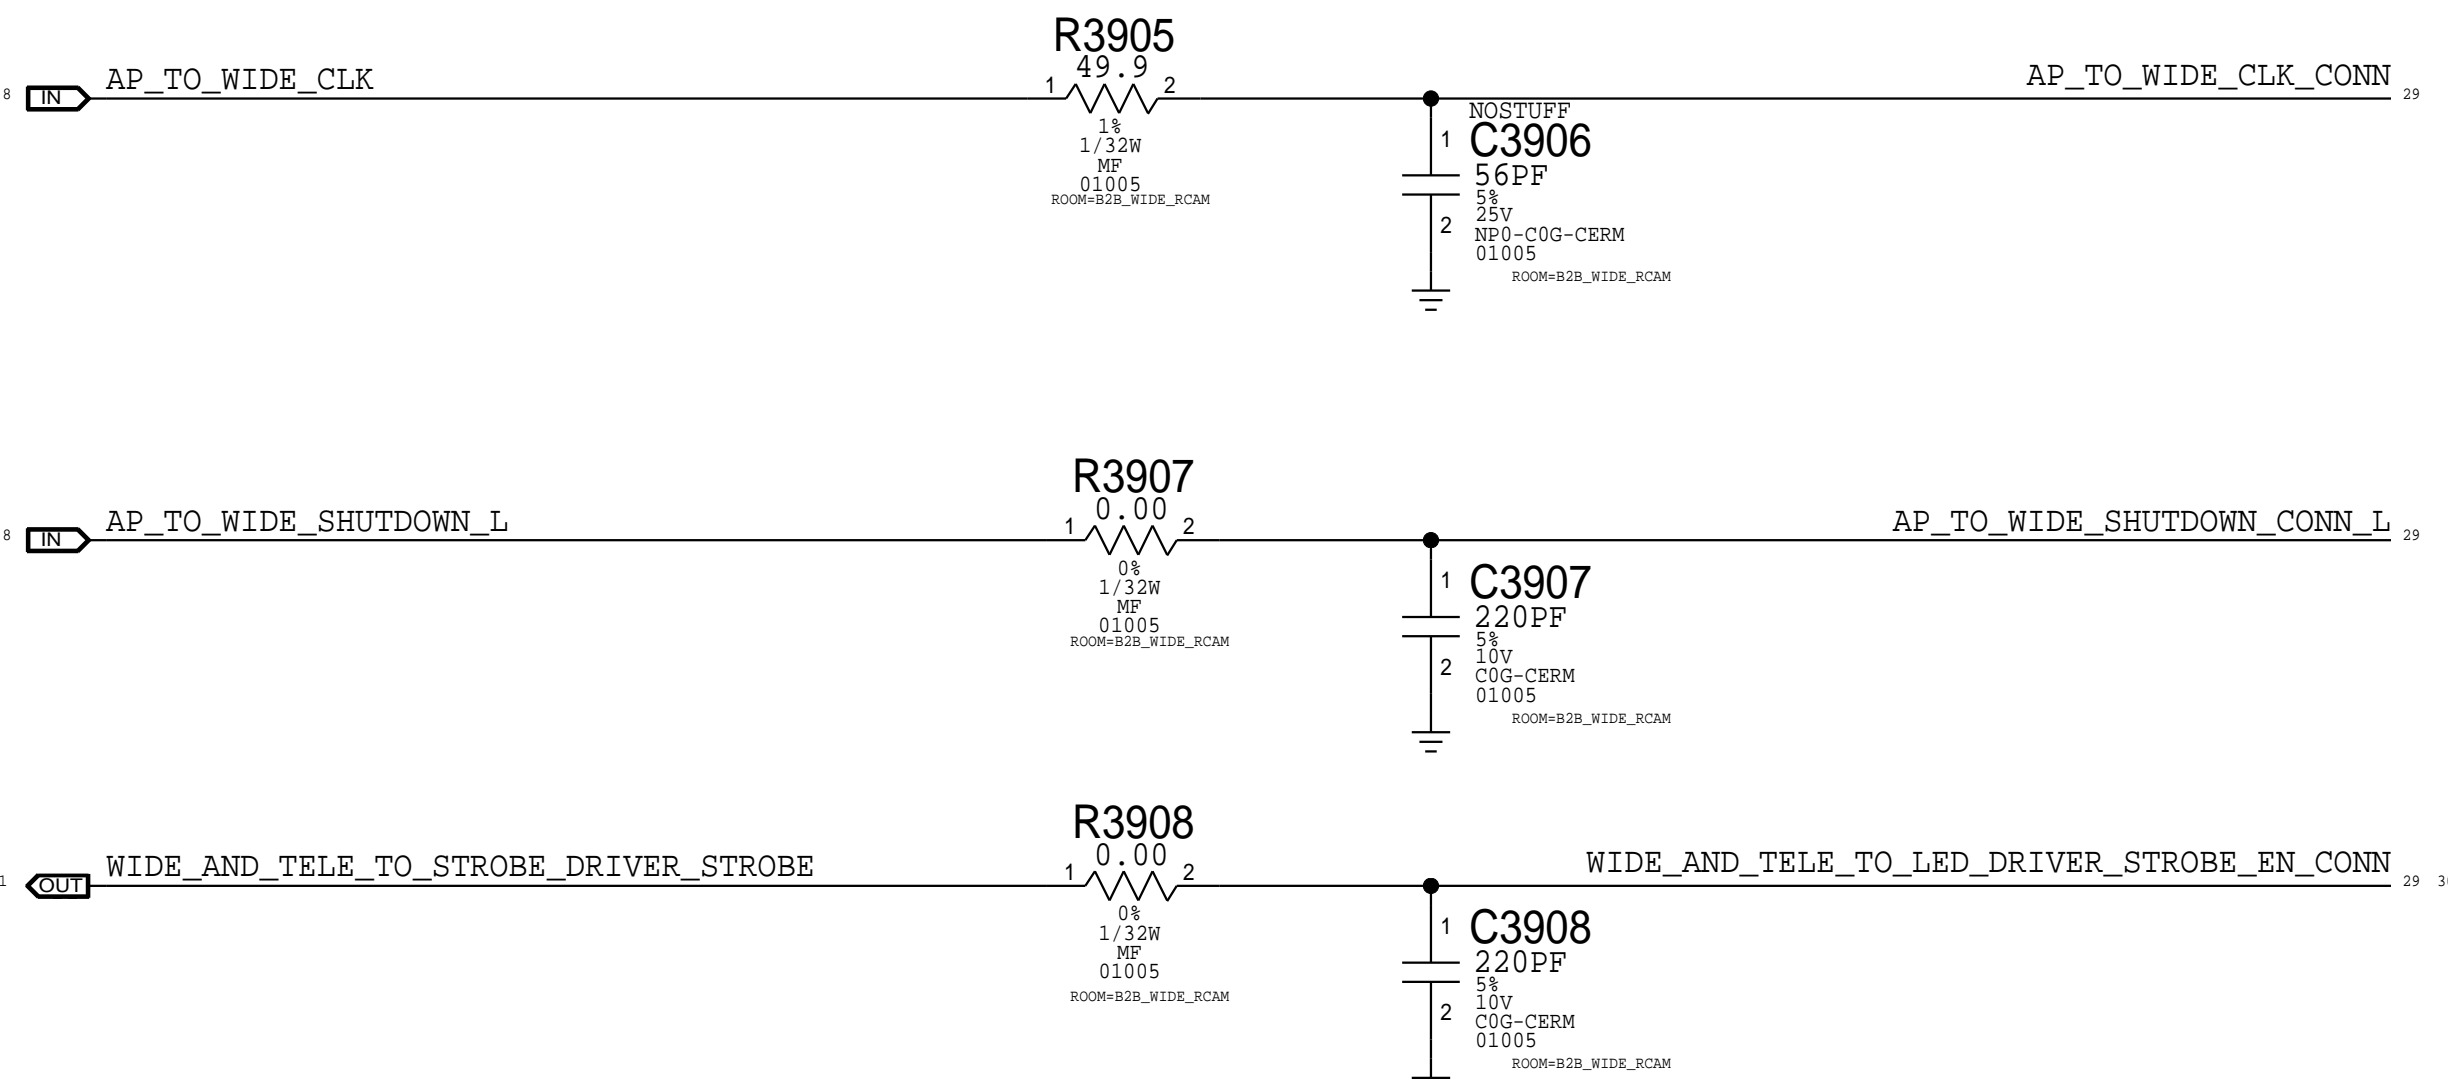 R3905
49.9
8 IN AP_TO_WIDE_CLK 1 2 AP_TO_WIDE_CLK_CONN 29
1%
1/32W
MF
01005
ROOM=B2B_WIDE_RCAM
NOSTUFF
1 C3906
56PF
5%
25V
2 NP0-C0G-CERM
01005
ROOM=B2B_WIDE_RCAM
R3907
0.00
8 IN AP_TO_WIDE_SHUTDOWN_L 1 2 AP_TO_WIDE_SHUTDOWN_CONN_L 29
0%
1/32W
MF
01005
ROOM=B2B_WIDE_RCAM
1 C3907
220PF
5%
10V
2 C0G-CERM
01005
ROOM=B2B_WIDE_RCAM
R3908
0.00
1 OUT WIDE_AND_TELE_TO_STROBE_DRIVER_STROBE 1 2 WIDE_AND_TELE_TO_LED_DRIVER_STROBE_EN_CONN 29
0%
1/32W
MF
01005
ROOM=B2B_WIDE_RCAM
1 C3908
220PF
5%
10V
2 C0G-CERM
01005
ROOM=B2B_WIDE_RCAM